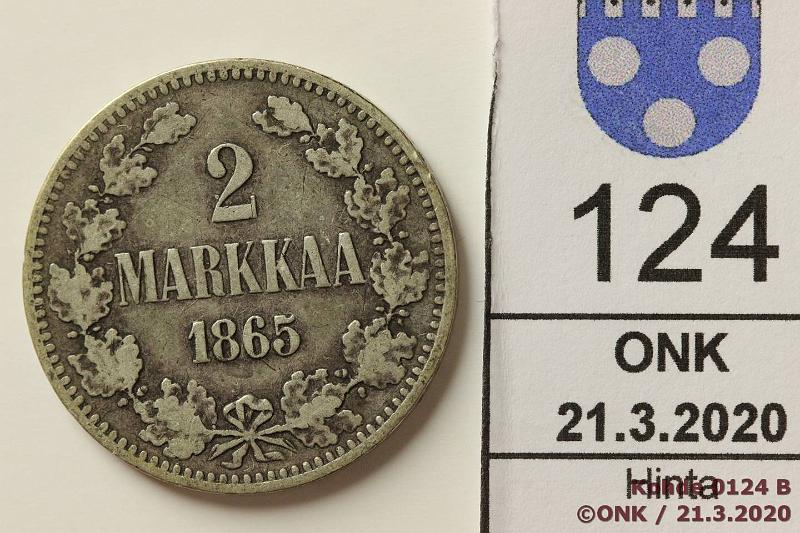 2
MARKKAA
1865
124
ONK
21.3.2020
Hinta
Kohde 0124 B
©ONK / 21.3.2020